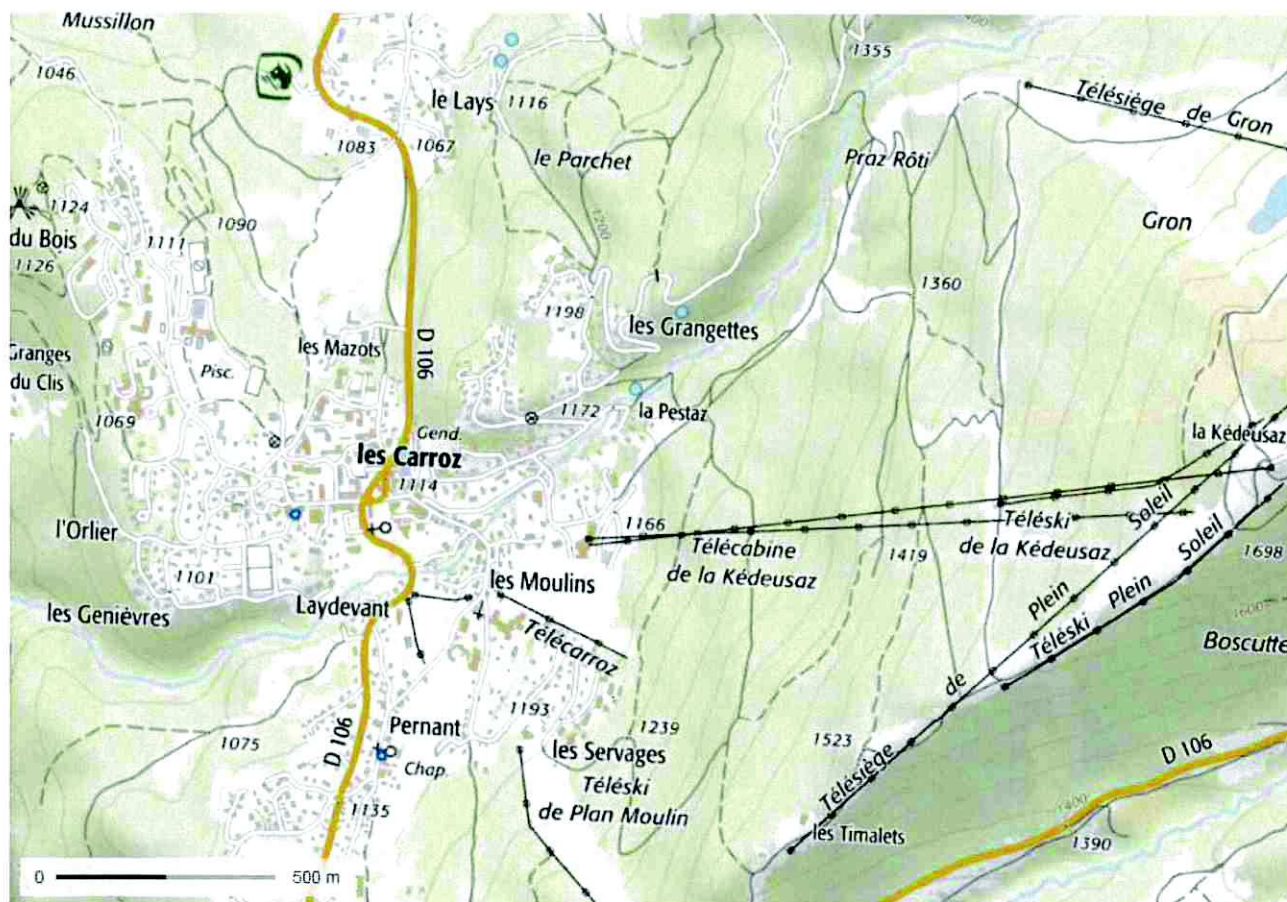 Mussillon
1400
1355
1046
le Lays
1116
Télésiège de Gron
1083
1067
le Parchet
Praz Rôti
1124
du Bois
1090
1200
Gron
1111
1126
1360
1198
les Grangettes
D 106
les Mazots
Granges
du Clis
Pisc.
1172
la Pestaz
1069
Gend.
la Kédeusaz
les Carroz
1114
l'Orlier
1166
Télécabine
de la Kédeusaz
Téléski
de la Kédeusaz
1419
1698
1101
les Moulins
les Genièvres
Laydevant
Télécarroz
1600
Boscutte
Télésiège de Plein Soleil
Téléski Plein Soleil
1193
1239
Pernant
1075
D 106
Chap.
les Servages
1523
D 106
Téléski
de Plan Moulin
1135
les Timalets
1400
1390
0 500 m